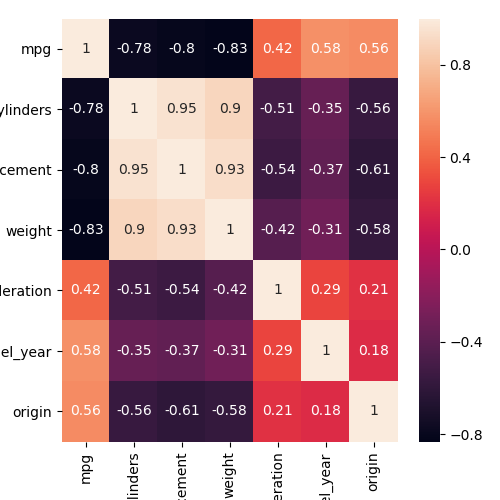 mpg 1 -0.78 -0.8 -0.83 0.42 0.58 0.56
ylinders -0.78 1 0.95 0.9 -0.51 -0.35 -0.56
cement -0.8 0.95 1 0.93 -0.54 -0.37 -0.61
weight -0.83 0.9 0.93 1 -0.42 -0.31 -0.58
leration 0.42 -0.51 -0.54 -0.42 1 0.29 0.21
el_year 0.58 -0.35 -0.37 -0.31 0.29 1 0.18
origin 0.56 -0.56 -0.61 -0.58 0.21 0.18 1
mpg
linders
cement
weight
eration
el_year
origin
0.8
0.4
0.0
−0.4
−0.8